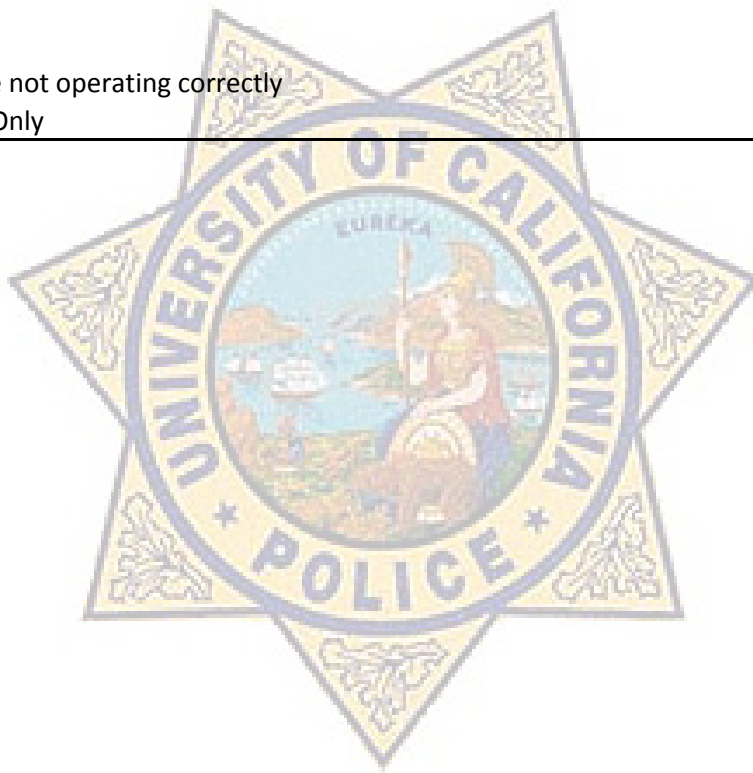 e not operating correctly
Only
UNIVERSITY OF CALIFORNIA
EUREKA
POLICE